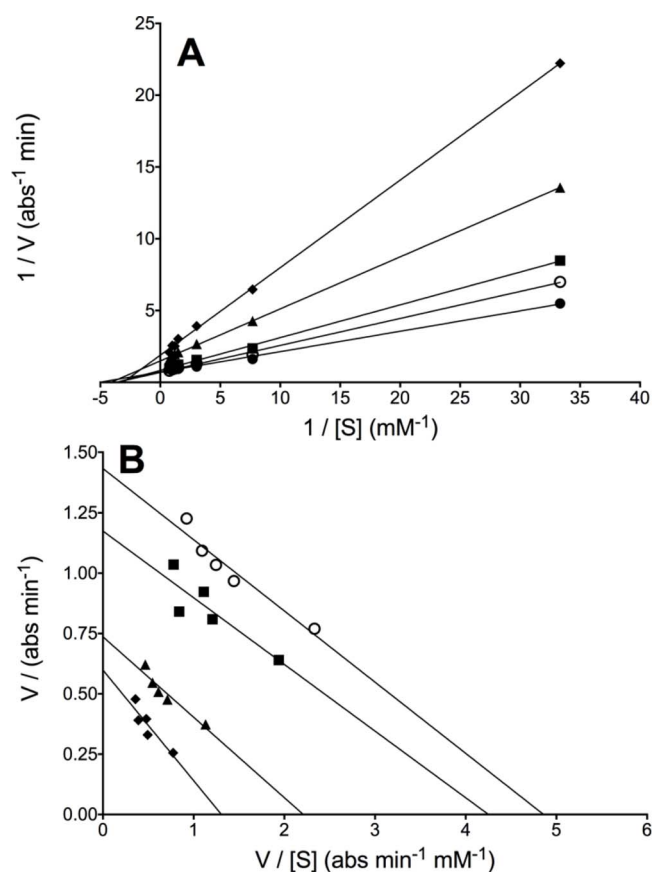 A
1 / V (abs⁻¹ min)
25
20
15
10
5
-5 0 5 10 15 20 25 30 35 40
1 / [S] (mM⁻¹)
B
V / (abs min⁻¹)
1.50
1.25
1.00
0.75
0.50
0.25
0.00
0 1 2 3 4 5 6
V / [S] (abs min⁻¹ mM⁻¹)